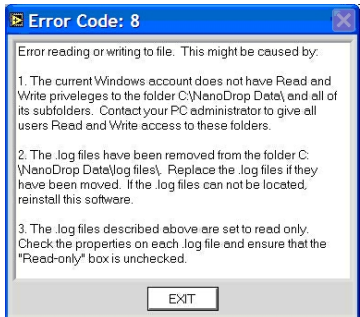 Error Code: 8
Error reading or writing to file. This might be caused by:
1. The current Windows account does not have Read and
Write priveleges to the folder C:\NanoDrop Data\ and all of
its subfolders. Contact your PC administrator to give all
users Read and Write access to these folders.
2. The .log files have been removed from the folder C:
\NanoDrop Data\log files\. Replace the .log files if they
have been moved. If the .log files can not be located,
reinstall this software.
3. The .log files described above are set to read only.
Check the properties on each .log file and ensure that the
"Read-only" box is unchecked.
EXIT